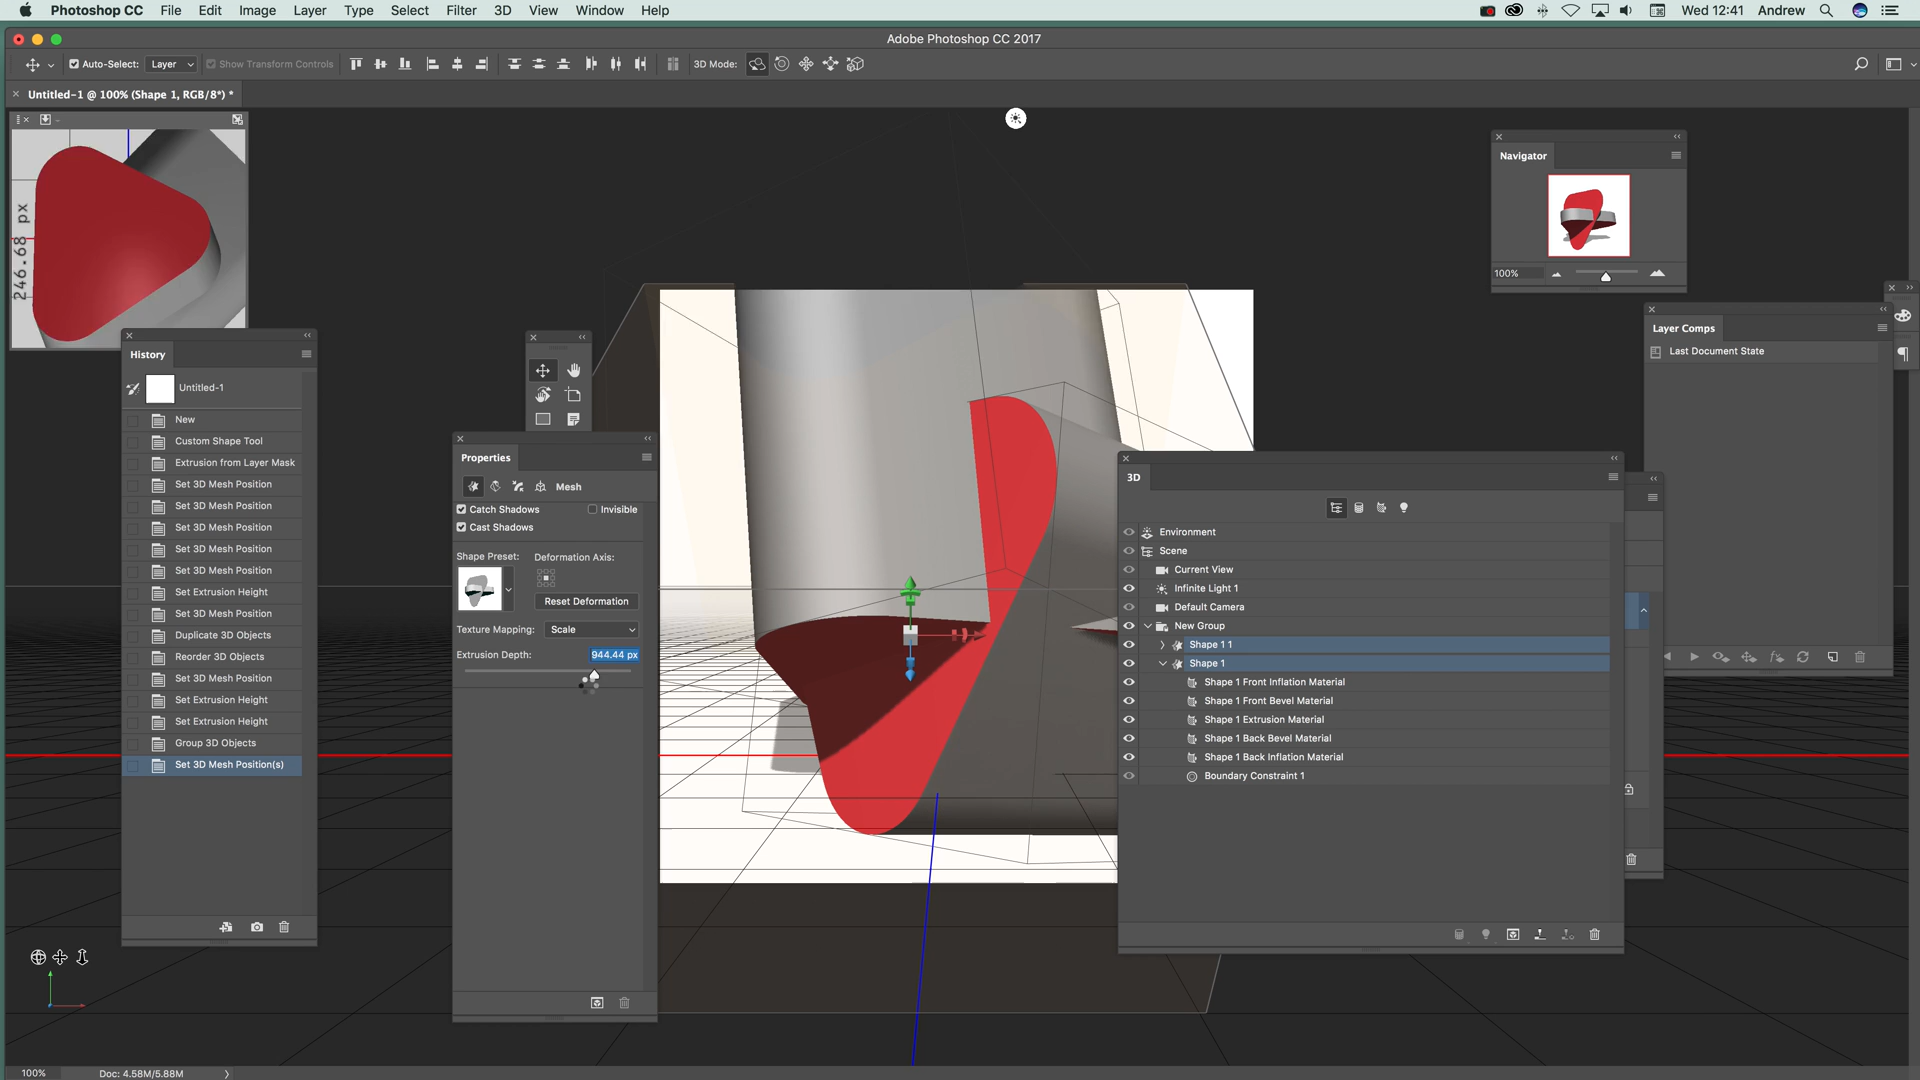 Photoshop CC File Edit Image Layer Type Select Filter 3D View Window Help Wed 12:41 Andrew
Adobe Photoshop CC 2017
Auto-Select: Layer Show Transform Controls 3D Mode:
Untitled-1 @ 100% (Shape 1, RGB/8*) *
246.68 px
Navigator
100%
Layer Comps
Last Document State
History
Untitled-1
New
Custom Shape Tool
Extrusion from Layer Mask
Set 3D Mesh Position
Set 3D Mesh Position
Set 3D Mesh Position
Set 3D Mesh Position
Set 3D Mesh Position
Set Extrusion Height
Set 3D Mesh Position
Duplicate 3D Objects
Reorder 3D Objects
Set 3D Mesh Position
Set Extrusion Height
Set Extrusion Height
Group 3D Objects
Set 3D Mesh Position(s)
Properties
Mesh
Catch Shadows Invisible
Cast Shadows
Shape Preset: Deformation Axis:
Reset Deformation
Texture Mapping: Scale
Extrusion Depth: 944.44 px
3D
Environment
Scene
Current View
Infinite Light 1
Default Camera
New Group
Shape 1 1
Shape 1
Shape 1 Front Inflation Material
Shape 1 Front Bevel Material
Shape 1 Extrusion Material
Shape 1 Back Bevel Material
Shape 1 Back Inflation Material
Boundary Constraint 1
100% Doc: 4.58M/5.88M